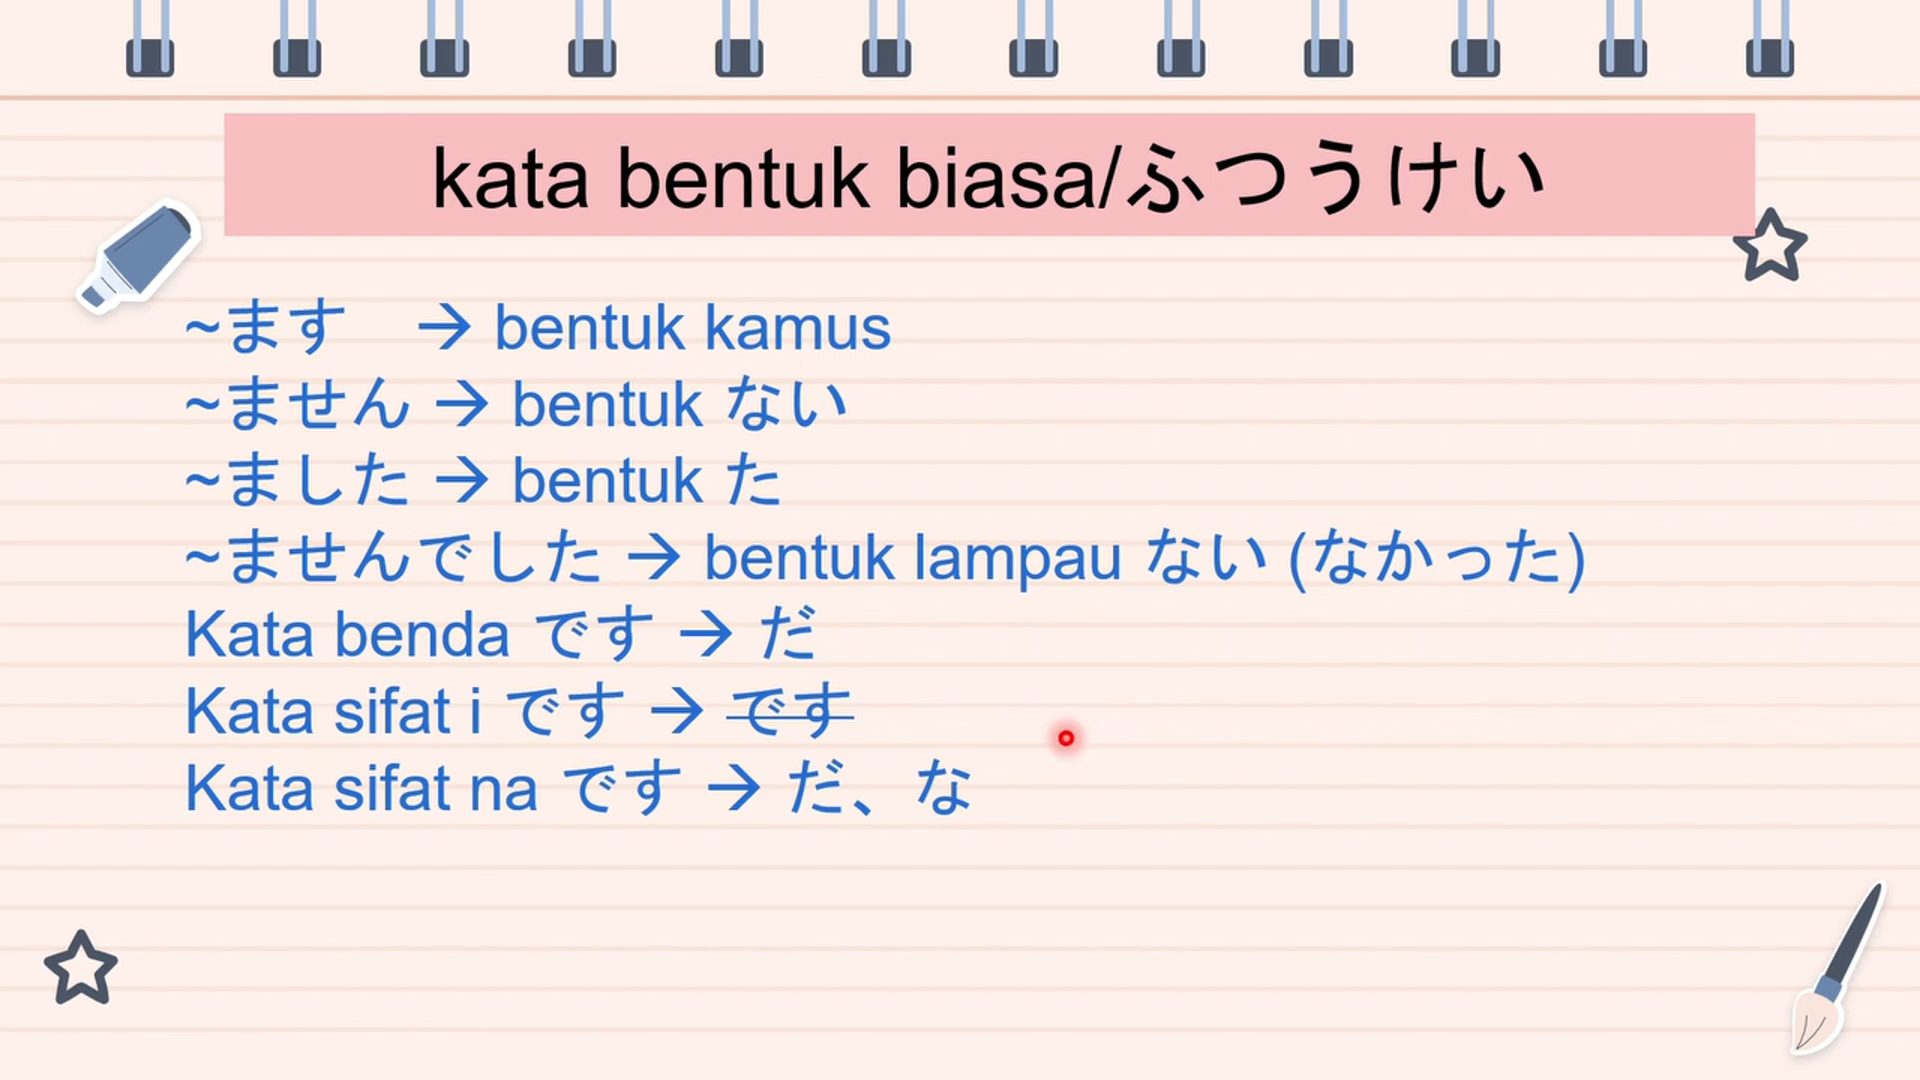 kata bentuk biasa/ふつうけい
~ます → bentuk kamus
~ません → bentuk ない
~ました → bentuk た
~ませんでした → bentuk lampau ない (なかった)
Kata benda です → だ
Kata sifat i です → です
Kata sifat na です → だ、な